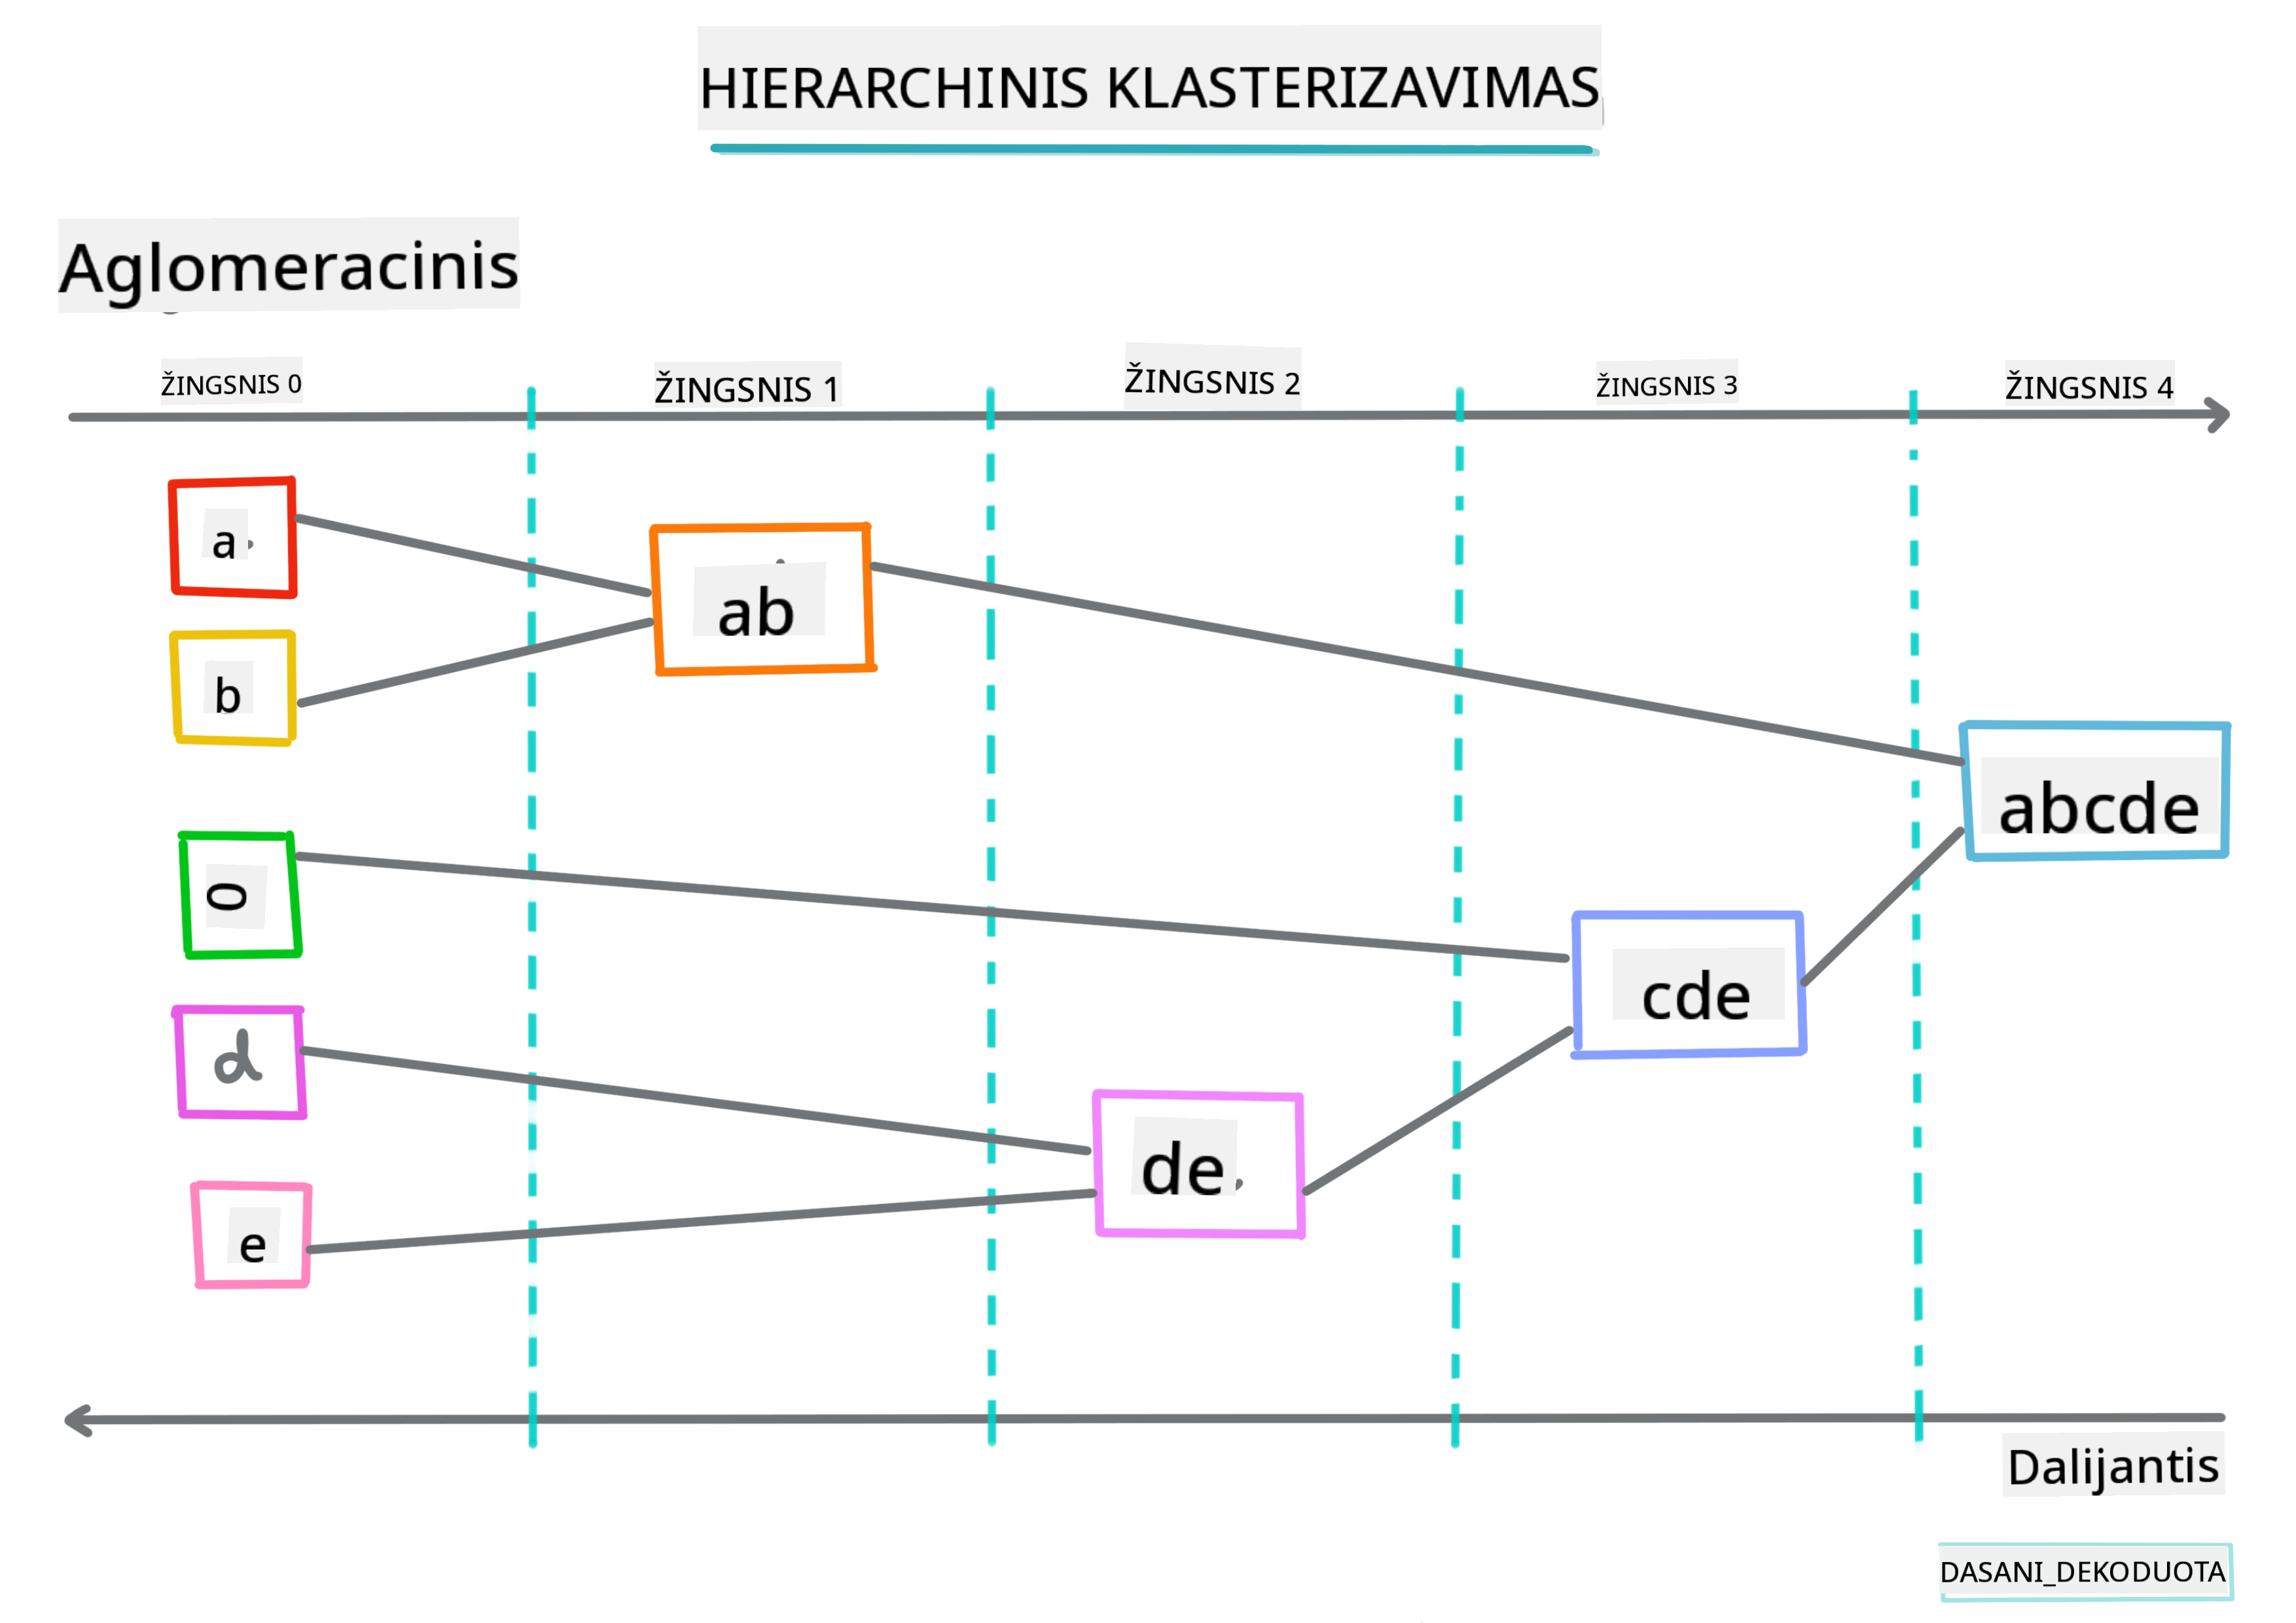 HIERARCHINIS KLASTERIZAVIMAS
Aglomeracinis
ŽINGSNIS 0 ŽINGSNIS 1 ŽINGSNIS 2 ŽINGSNIS 3 ŽINGSNIS 4
a
b
ab
abcde
0
cde
d
de
e
Dalijantis
DASANI_DEKODUOTA